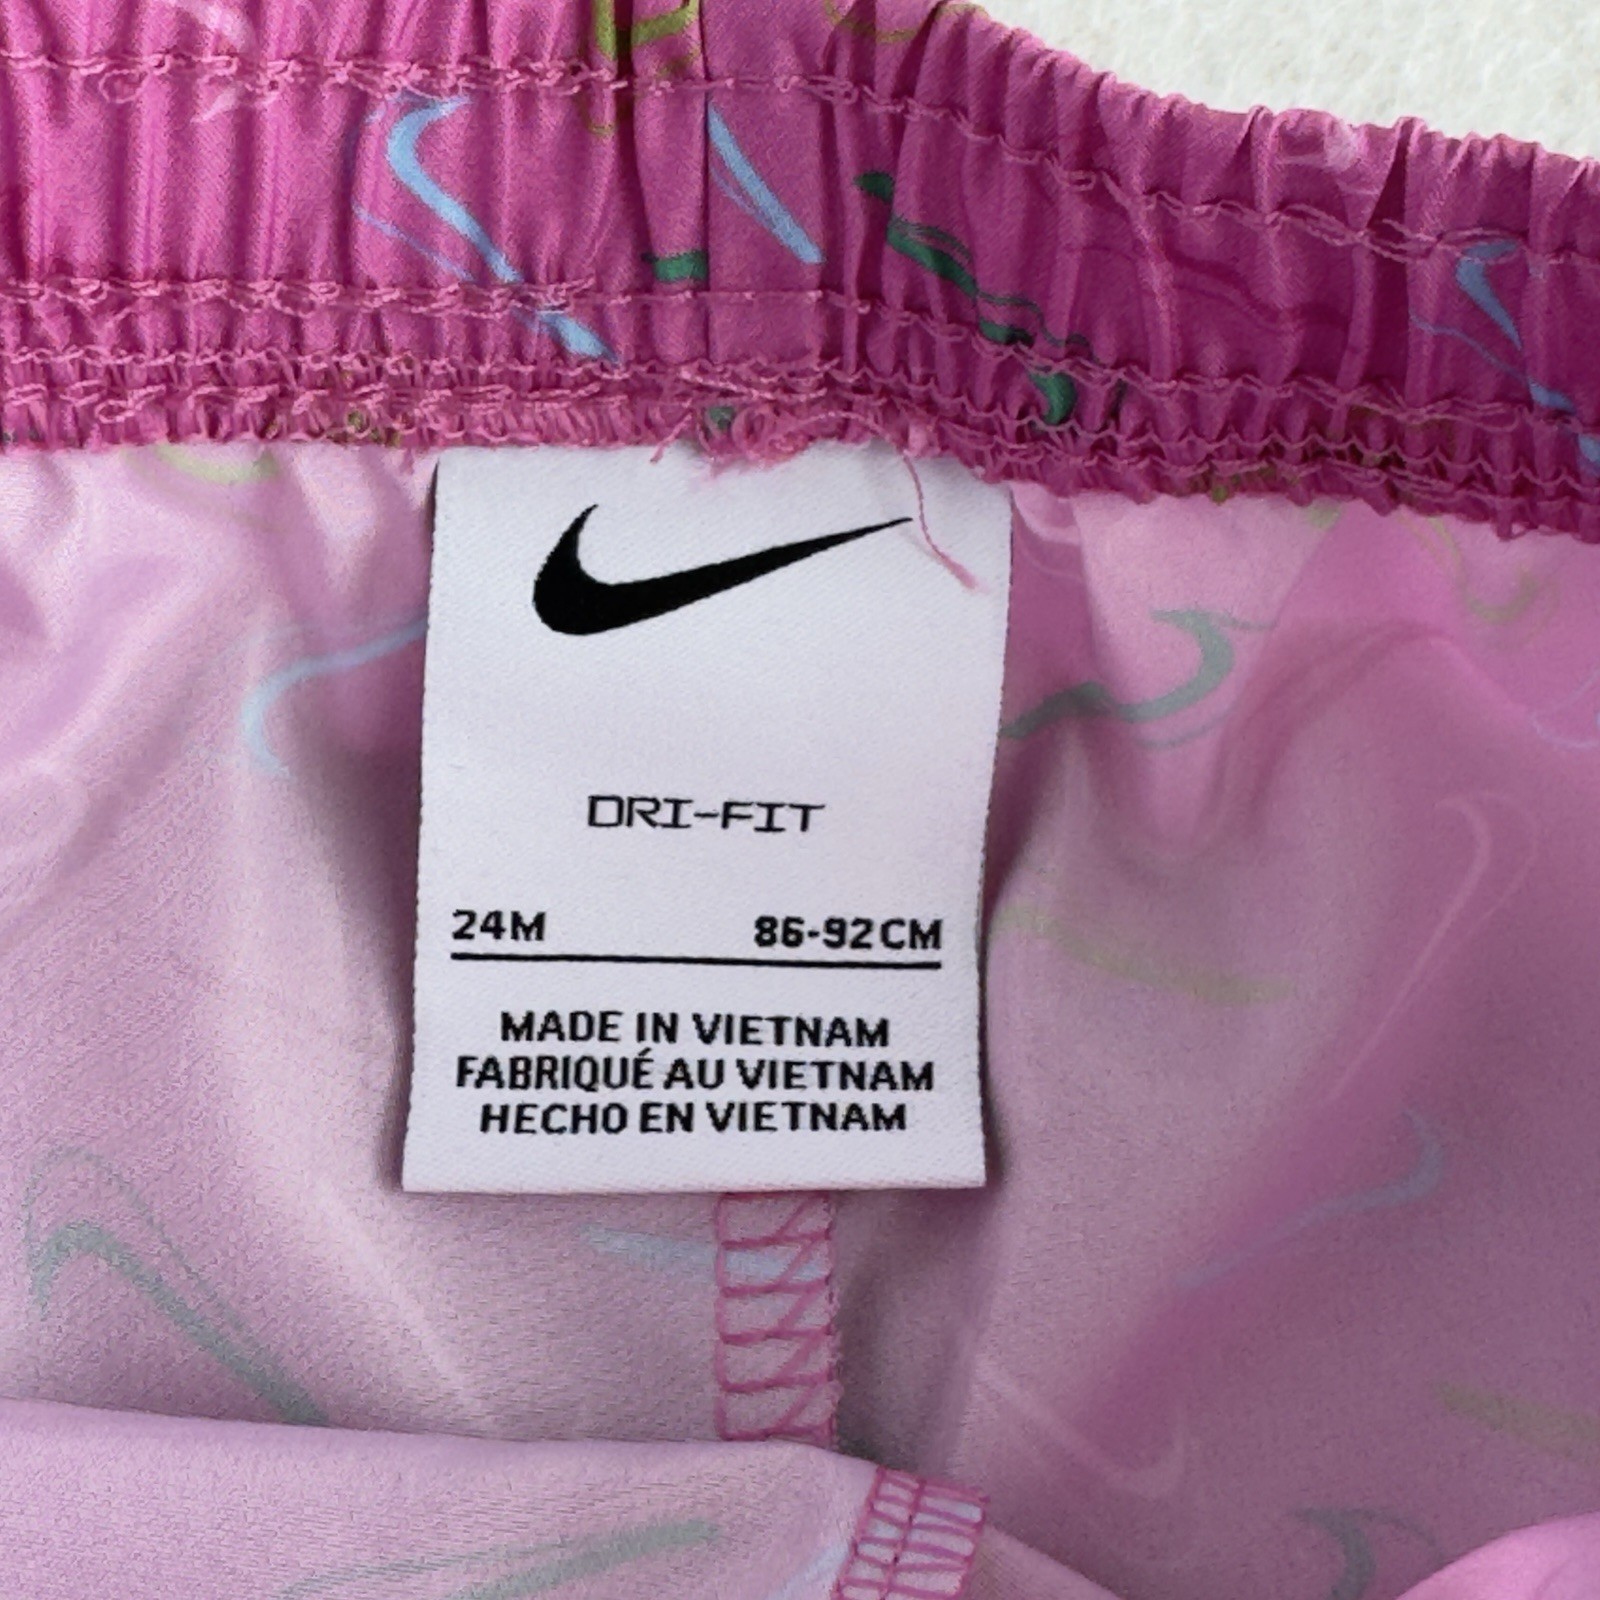 DRI-FIT
24M 86-92CM
MADE IN VIETNAM
FABRIQUÉ AU VIETNAM
HECHO EN VIETNAM